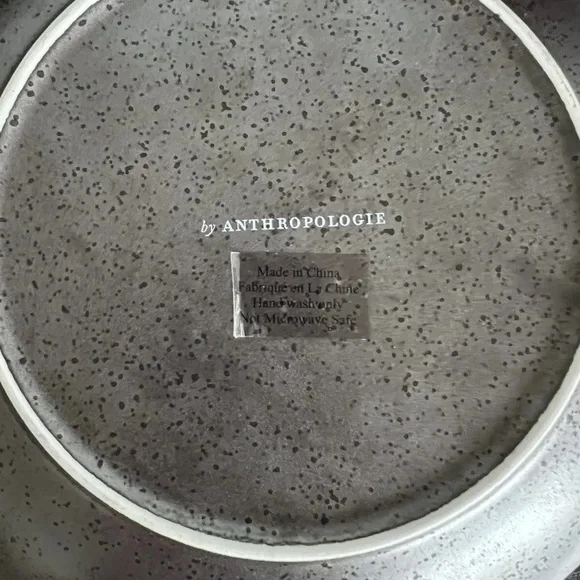 by ANTHROPOLOGIE
Made in China
Fabriqué en La Chine
Hand wash only
Not Microwave Safe